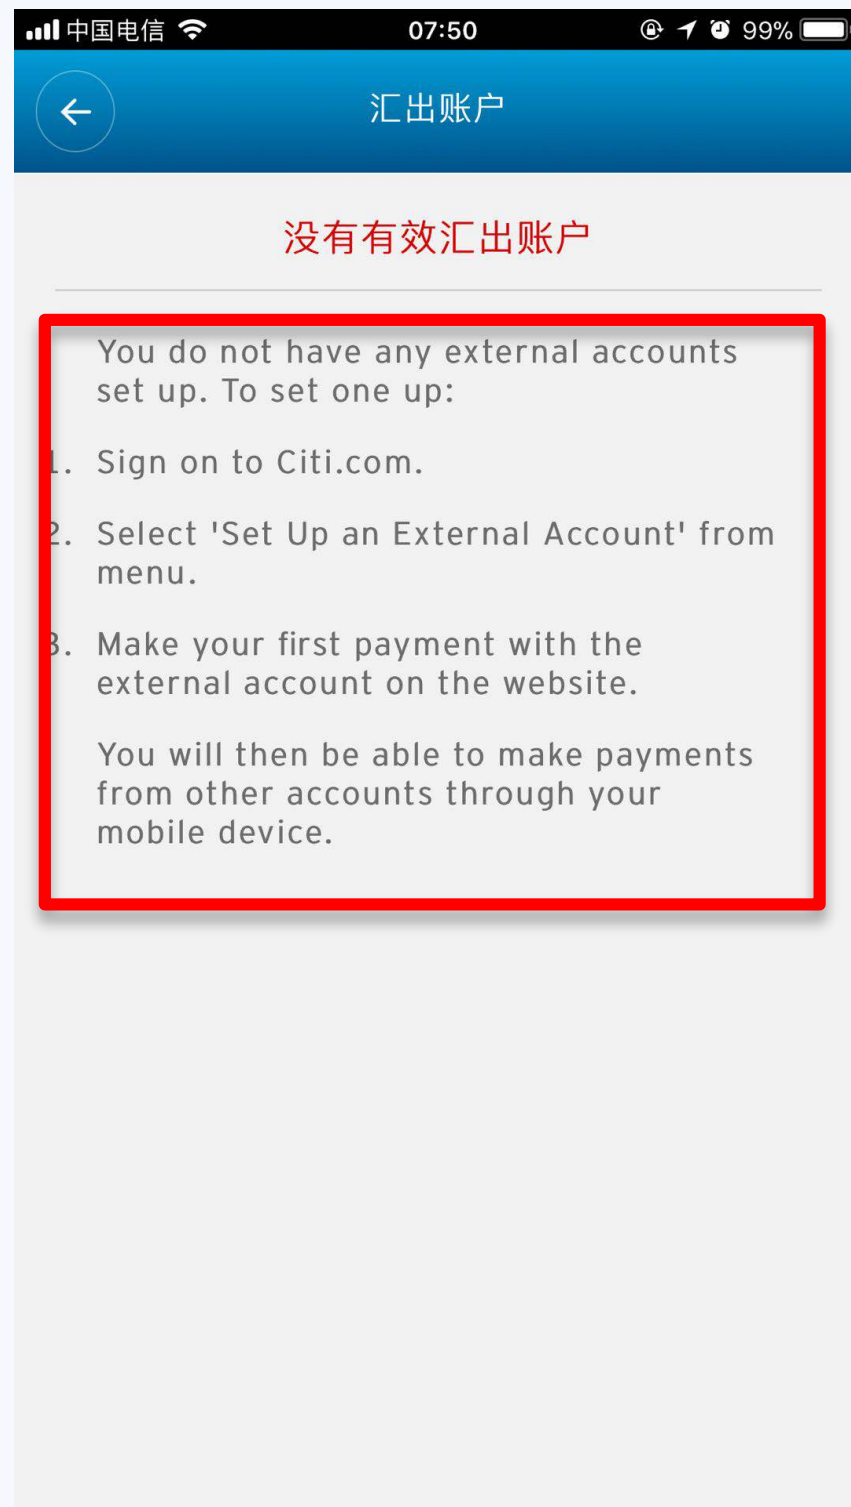 中国电信
07:50
99%
汇出账户
没有有效汇出账户
You do not have any external accounts
set up. To set one up:
1. Sign on to Citi.com.
2. Select 'Set Up an External Account' from
menu.
3. Make your first payment with the
external account on the website.
You will then be able to make payments
from other accounts through your
mobile device.